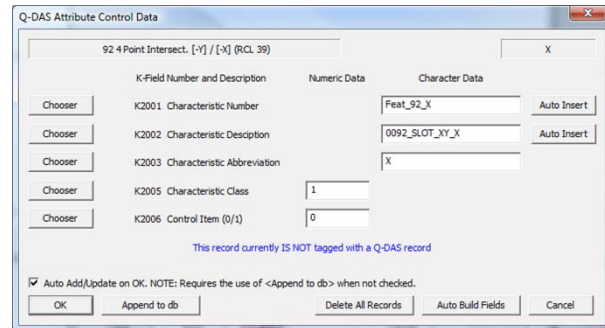 Q-DAS Attribute Control Data
92 4 Point Intersect. [-Y] / [-X] (RCL 39) X
K-Field Number and Description Numeric Data Character Data
Chooser K2001 Characteristic Number Feat_92_X Auto Insert
Chooser K2002 Characteristic Desciption 0092_SLOT_XY_X Auto Insert
Chooser K2003 Characteristic Abbreviation X
Chooser K2005 Characteristic Class 1
Chooser K2006 Control Item (0/1) 0
This record currently IS NOT tagged with a Q-DAS record
Auto Add/Update on OK. NOTE: Requires the use of <Append to db> when not checked.
OK Append to db Delete All Records Auto Build Fields Cancel